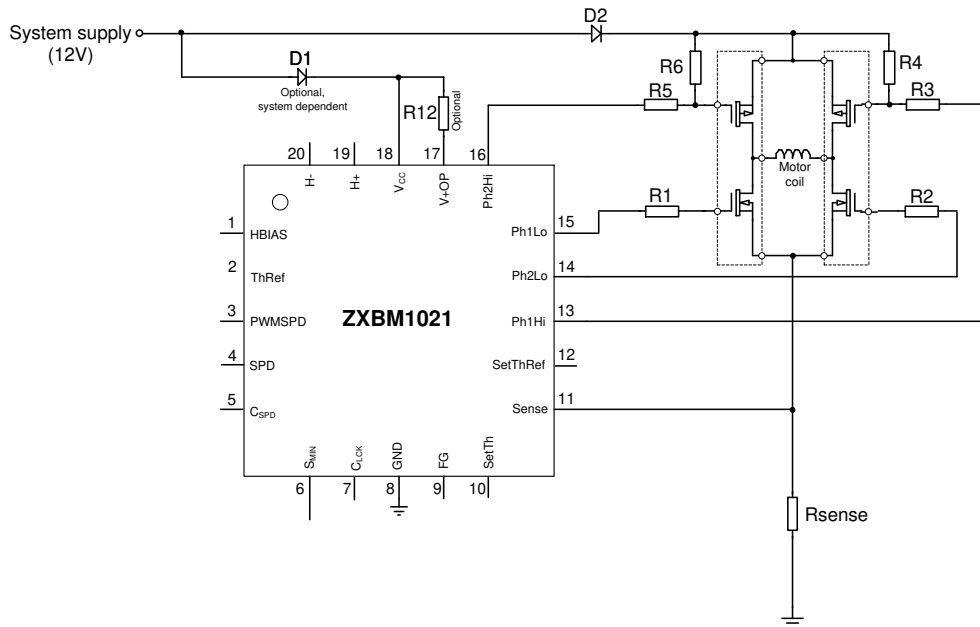 System supply
(12V)
D2
D1
Optional,
system dependent
R12
Optional
R6
R5
R4
R3
Motor
coil
R1
R2
20
19
18
17
16
H-
H+
VCC
V+OP
Ph2Hi
1
HBIAS
2
ThRef
3
PWMSPD
4
SPD
5
CSPD
ZXBM1021
Ph1Lo
15
Ph2Lo
14
Ph1Hi
13
SetThRef
12
Sense
11
SMIN
CLCK
GND
FG
SetTh
6
7
8
9
10
Rsense